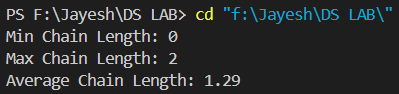 PS F:\Jayesh\DS LAB> cd "f:\Jayesh\DS LAB\"
Min Chain Length: 0
Max Chain Length: 2
Average Chain Length: 1.29